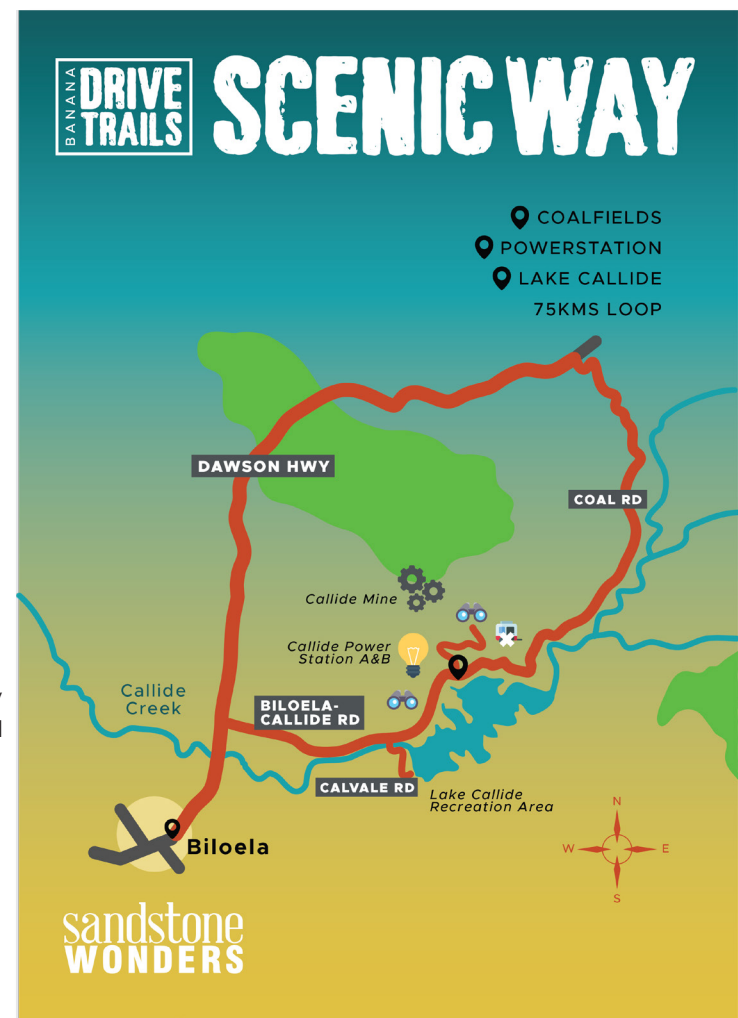 BANANA
DRIVE
TRAILS
SCENIC WAY
COALFIELDS
POWERSTATION
LAKE CALLIDE
75KMS LOOP
DAWSON HWY
COAL RD
Callide Mine
Callide Power
Station A&B
Callide
Creek
BILOELA-
CALLIDE RD
CALVALE RD
Lake Callide
Recreation Area
N
W
E
S
Biloela
sandstone
WONDERS